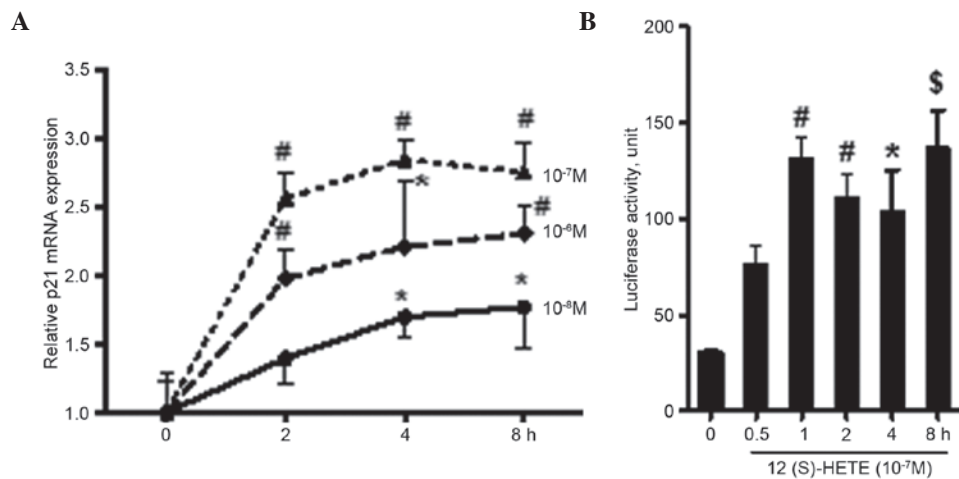 A
Relative p21 mRNA expression
3.5
3.0
2.5
2.0
1.5
1.0
# # #
# * #
* *
10⁻⁷M
10⁻⁶M
10⁻⁸M
0 2 4 8 h
B
Luciferase activity, unit
200
150
100
50
0
# # * $
0 0.5 1 2 4 8 h
12 (S)-HETE (10⁻⁷M)